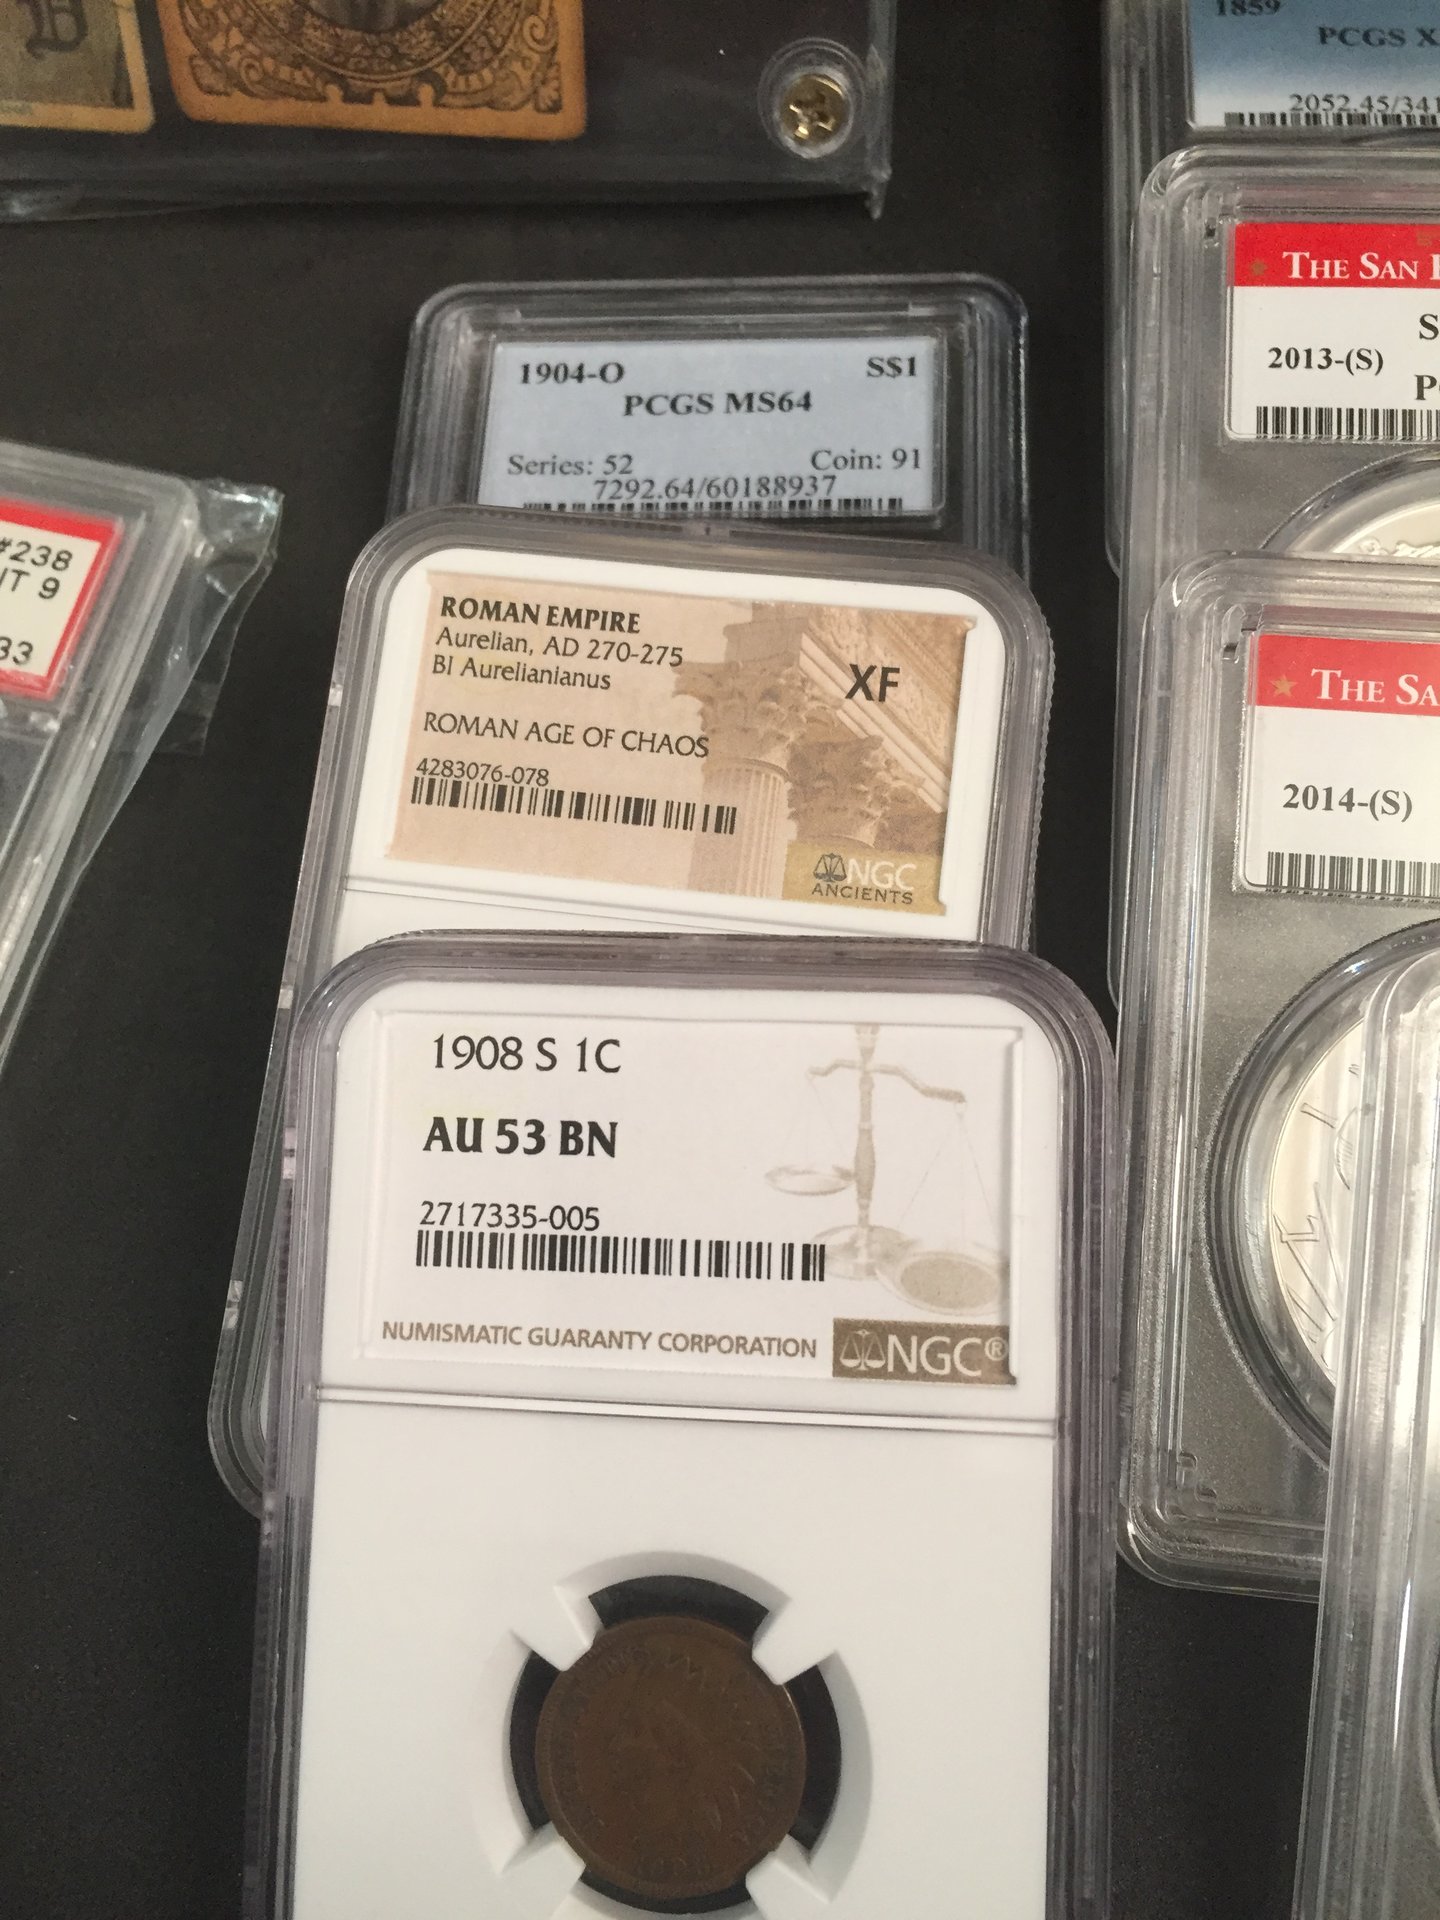 B
1859
PCGS X
2052.45/341
THE SAN
2013-(S)
S
P
1904-O S$1
PCGS MS64
Series: 52 Coin: 91
7292.64/60188937
#238
9
33
ROMAN EMPIRE
Aurelian, AD 270-275
BI Aurelianianus
XF
ROMAN AGE OF CHAOS
4283076-078
NGC
ANCIENTS
THE SA
2014-(S)
1908 S 1C
AU 53 BN
2717335-005
NUMISMATIC GUARANTY CORPORATION NGC®